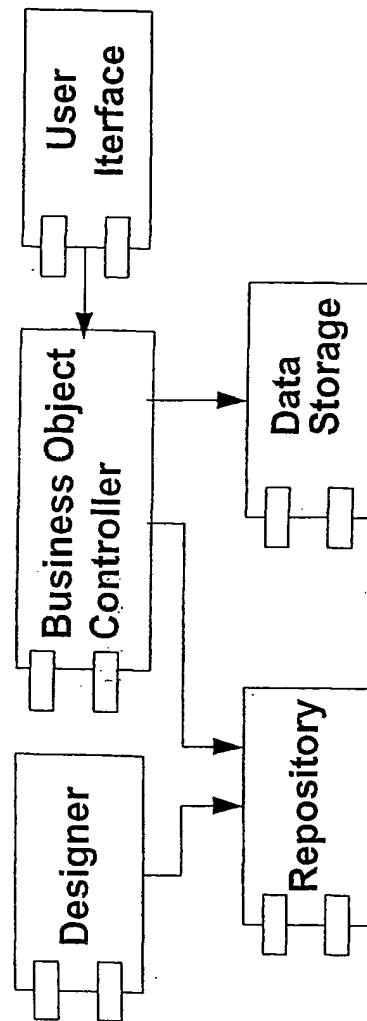 Designer
Business Object
Controller
User
Iterface
Repository
Data
Storage